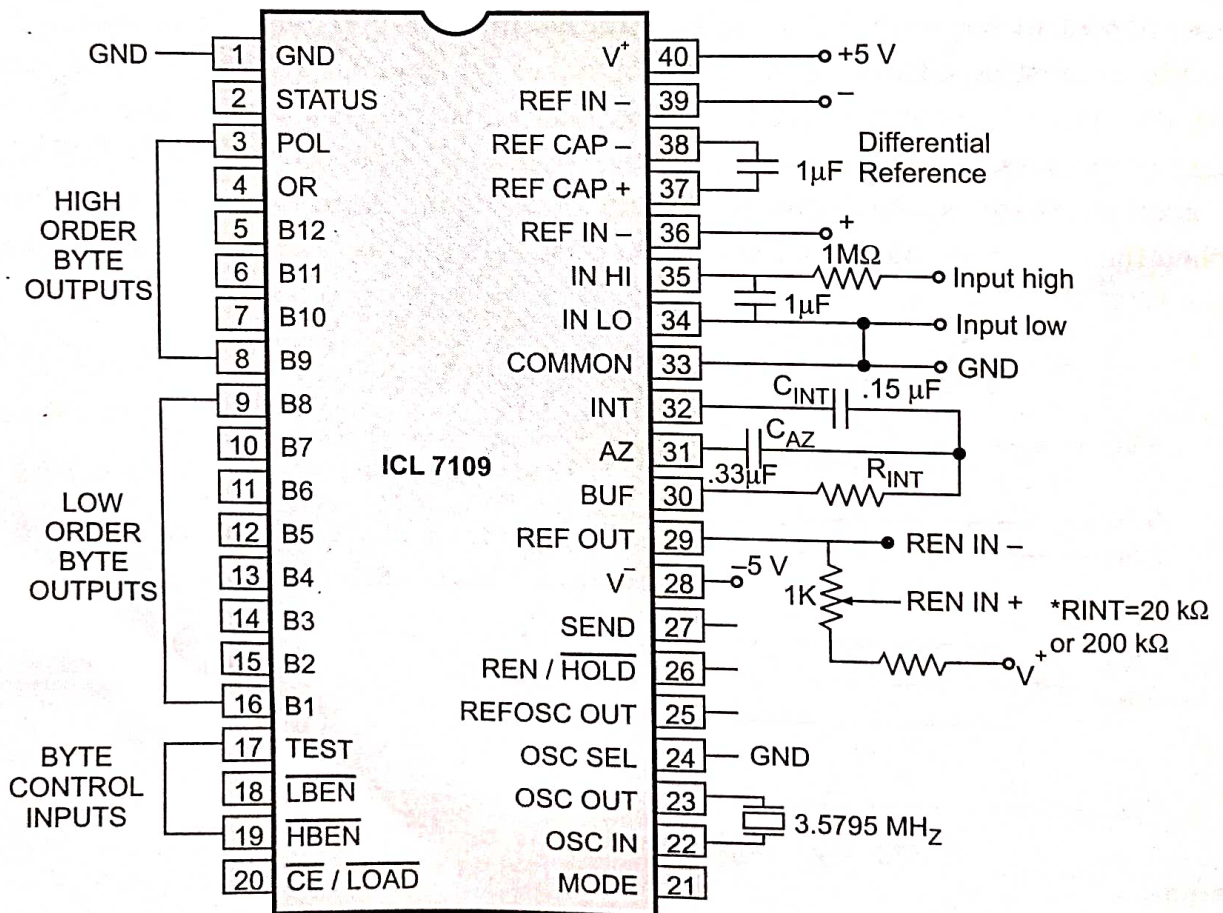 GND
1 GND
2 STATUS
3 POL
4 OR
5 B12
6 B11
7 B10
8 B9
HIGH
ORDER
BYTE
OUTPUTS
9 B8
10 B7
11 B6
12 B5
13 B4
14 B3
15 B2
16 B1
LOW
ORDER
BYTE
OUTPUTS
17 TEST
18 LBEN
19 HBEN
20 CE / LOAD
BYTE
CONTROL
INPUTS
ICL 7109
V+ 40 +5 V
REF IN – 39 –
REF CAP – 38
REF CAP + 37
1µF
Differential
Reference
REF IN – 36 +
1MΩ
IN HI 35 Input high
1µF
IN LO 34 Input low
COMMON 33 GND
INT 32 CINT .15 µF
AZ 31 CAZ
.33µF
BUF 30 RINT
REF OUT 29 REN IN –
V– 28 –5 V
1K REN IN +
*RINT=20 kΩ
or 200 kΩ
V+
SEND 27
REN / HOLD 26
REFOSC OUT 25
OSC SEL 24 GND
OSC OUT 23
3.5795 MHZ
OSC IN 22
MODE 21